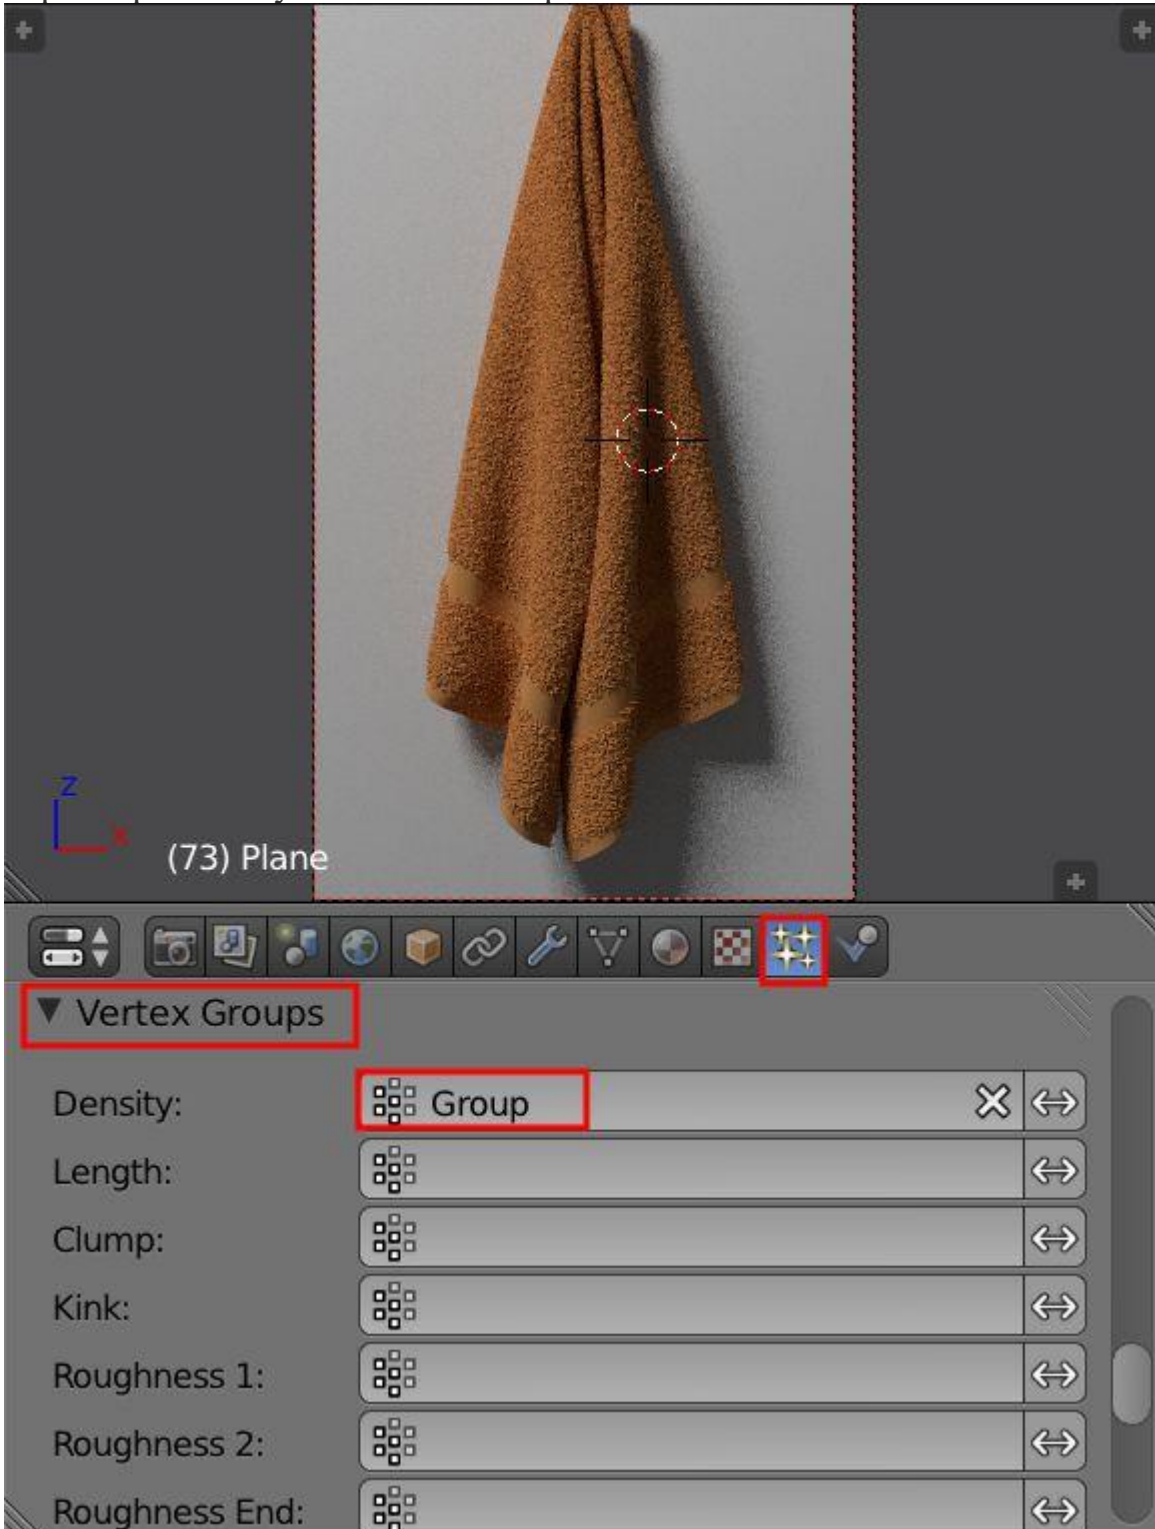 Z
X
(73) Plane
Vertex Groups
Density: Group
Length:
Clump:
Kink:
Roughness 1:
Roughness 2:
Roughness End: